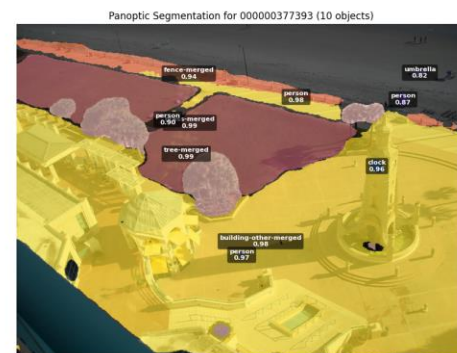 Panoptic Segmentation for 000000377393 (10 objects)
fence-merged
0.94
umbrella
0.82
person
0.98
person
0.87
person
0.90
s-merged
0.99
tree-merged
0.99
clock
0.96
building-other-merged
0.98
person
0.97